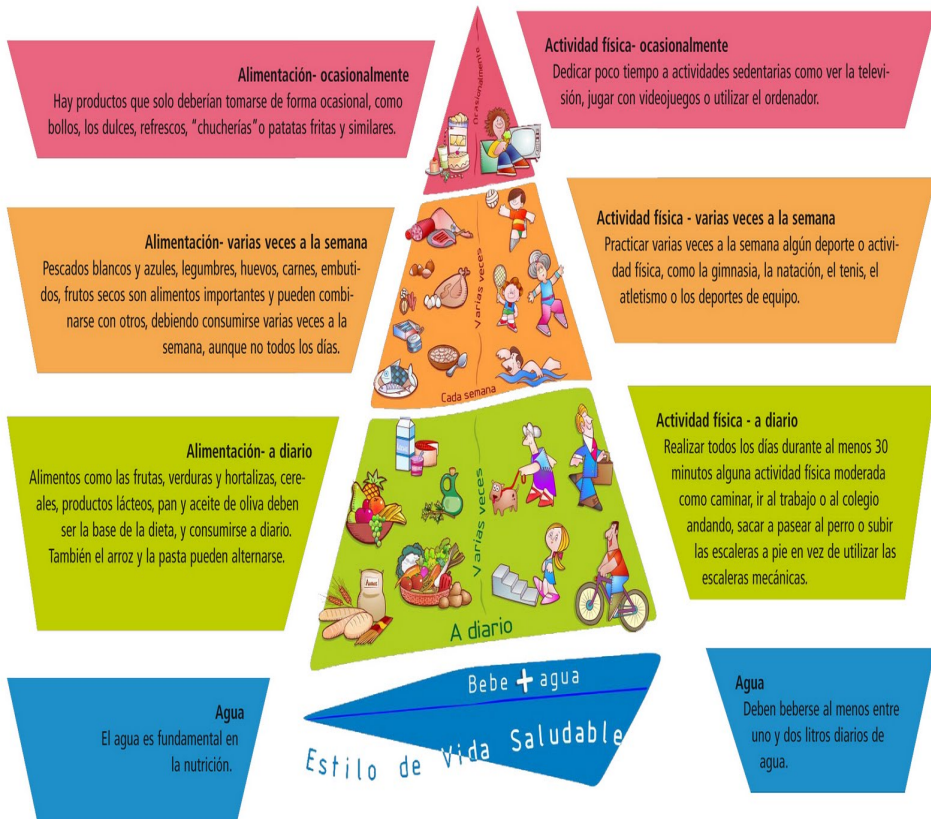 Alimentación- ocasionalmente
Hay productos que solo deberían tomarse de forma ocasional, como
bollos, los dulces, refrescos, “chucherías” o patatas fritas y similares.
Ocasionalmente
Actividad física- ocasionalmente
Dedicar poco tiempo a actividades sedentarias como ver la televi-
sión, jugar con videojuegos o utilizar el ordenador.
Alimentación- varias veces a la semana
Pescados blancos y azules, legumbres, huevos, carnes, embuti-
dos, frutos secos son alimentos importantes y pueden combi-
narse con otros, debiendo consumirse varias veces a la
semana, aunque no todos los días.
Varias veces
Cada semana
Actividad física - varias veces a la semana
Practicar varias veces a la semana algún deporte o activi-
dad física, como la gimnasia, la natación, el tenis, el
atletismo o los deportes de equipo.
Alimentación- a diario
Alimentos como las frutas, verduras y hortalizas, cere-
ales, productos lácteos, pan y aceite de oliva deben
ser la base de la dieta, y consumirse a diario.
También el arroz y la pasta pueden alternarse.
Varias veces
A diario
Actividad física - a diario
Realizar todos los días durante al menos 30
minutos alguna actividad física moderada
como caminar, ir al trabajo o al colegio
andando, sacar a pasear al perro o subir
las escaleras a pie en vez de utilizar las
escaleras mecánicas.
Agua
El agua es fundamental en
la nutrición.
Bebe + agua
Estilo de Vida Saludable
Agua
Deben beberse al menos entre
uno y dos litros diarios de
agua.